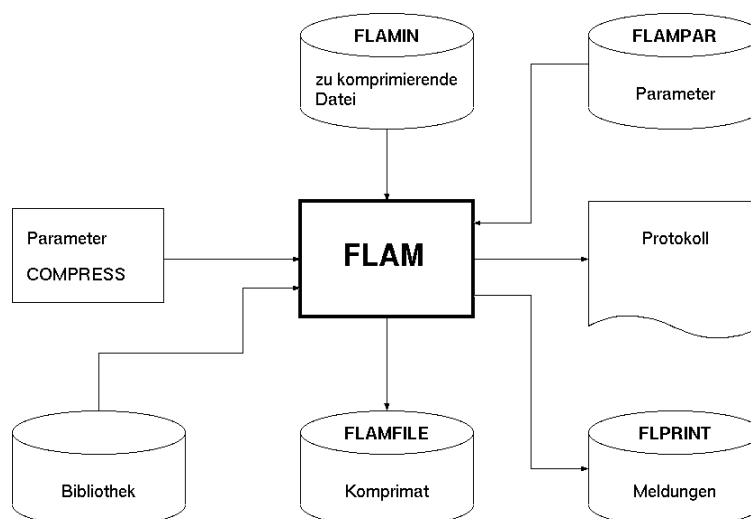 FLAMIN
zu komprimierende
Datei
FLAMPAR
Parameter
Parameter
COMPRESS
FLAM
Protokoll
Bibliothek
FLAMFILE
Komprimat
FLPRINT
Meldungen